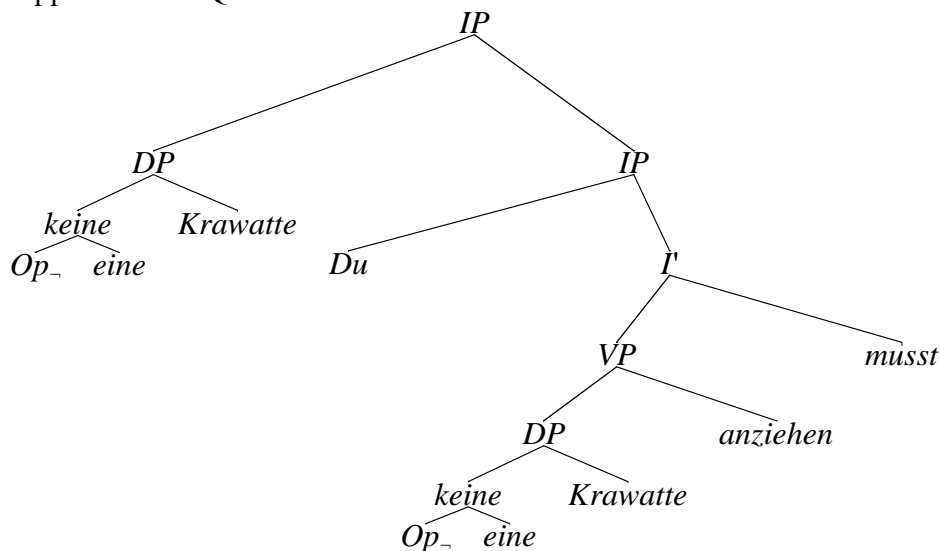 IP
DP IP
keine Krawatte
Op¬ eine Du I'
VP musst
DP anziehen
keine Krawatte
Op¬ eine